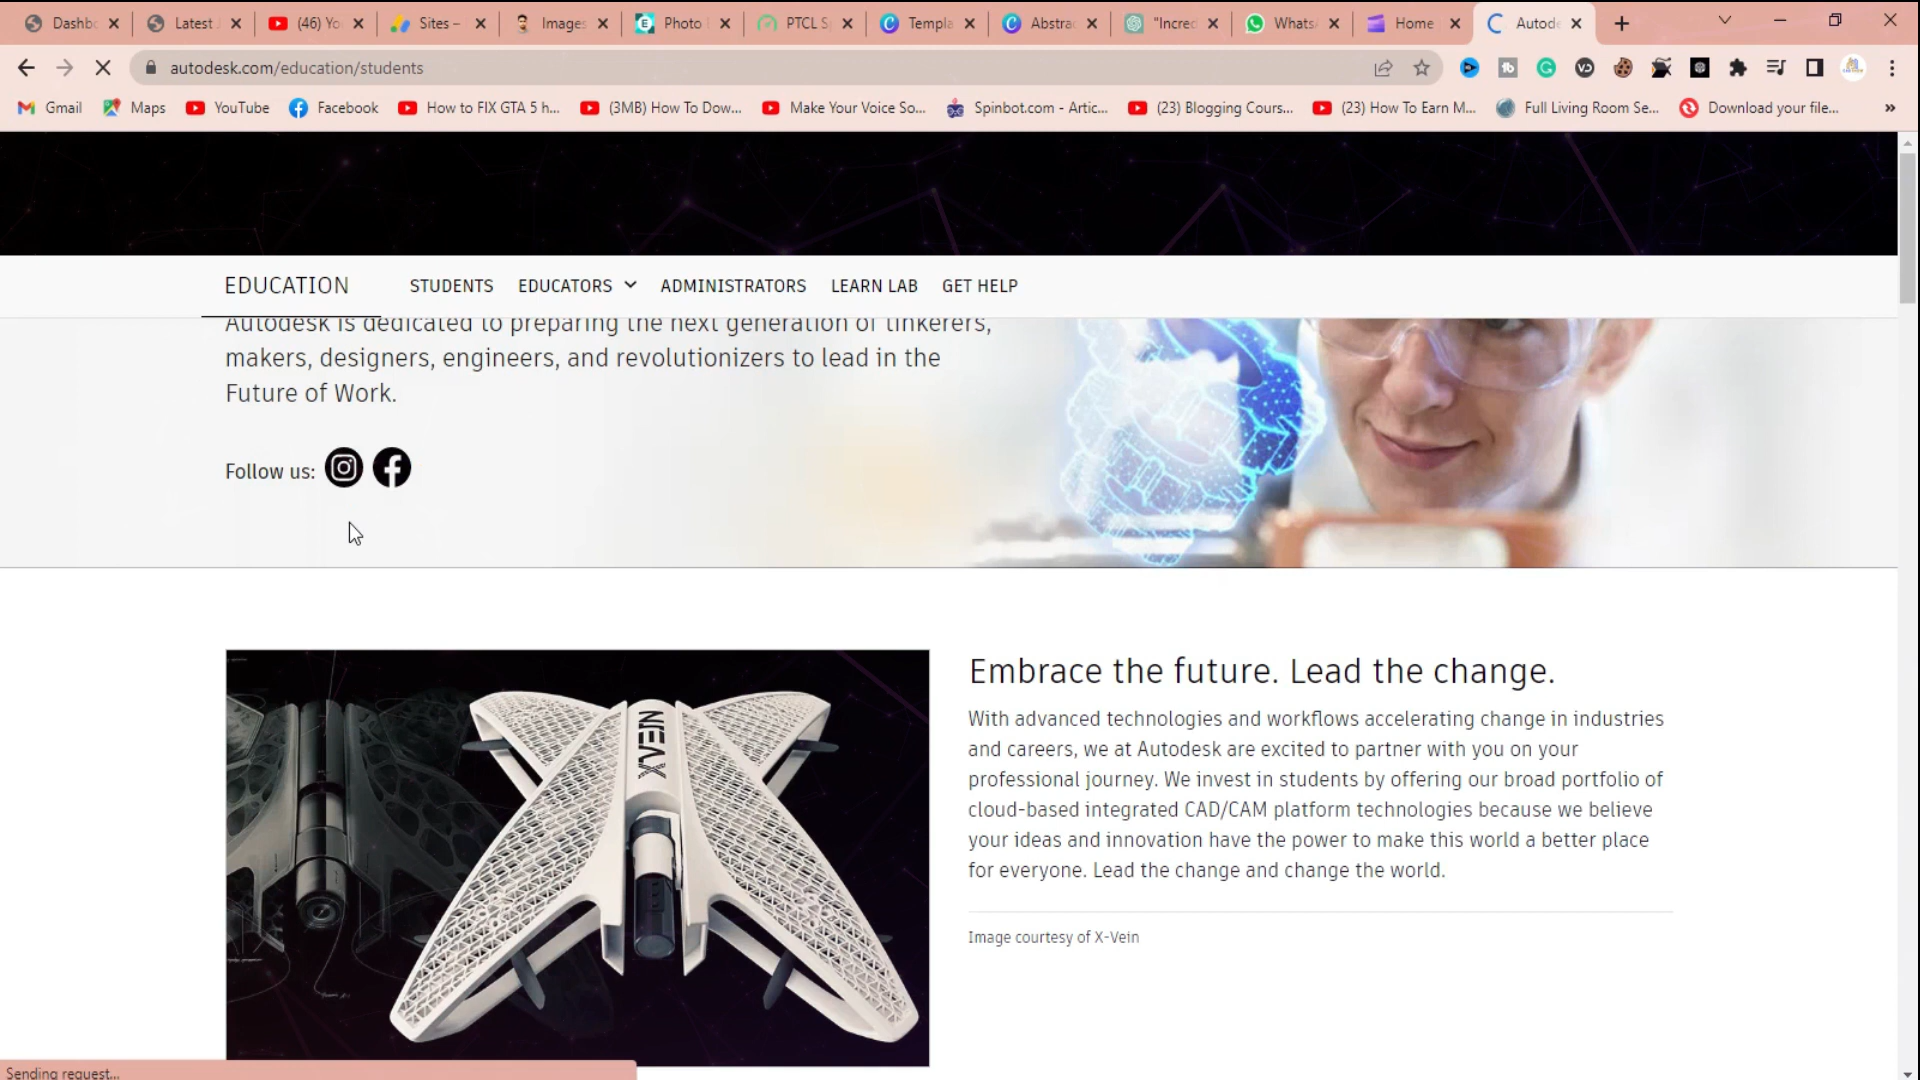 Dashb
Latest
(46) Yo
Sites –
Images
Photo
PTCL S
Templa
Abstra
"Incred
Whats
Home
Autode
autodesk.com/education/students
Gmail
Maps
YouTube
Facebook
How to FIX GTA 5 h...
(3MB) How To Dow...
Make Your Voice So...
Spinbot.com - Artic...
(23) Blogging Cours...
(23) How To Earn M...
Full Living Room Se...
Download your file...
»
EDUCATION
STUDENTS
EDUCATORS
ADMINISTRATORS
LEARN LAB
GET HELP
Autodesk is dedicated to preparing the next generation of tinkerers,
makers, designers, engineers, and revolutionizers to lead in the
Future of Work.
Follow us:
XVEIN
Embrace the future. Lead the change.
With advanced technologies and workflows accelerating change in industries
and careers, we at Autodesk are excited to partner with you on your
professional journey. We invest in students by offering our broad portfolio of
cloud-based integrated CAD/CAM platform technologies because we believe
your ideas and innovation have the power to make this world a better place
for everyone. Lead the change and change the world.
Image courtesy of X-Vein
Sending request...